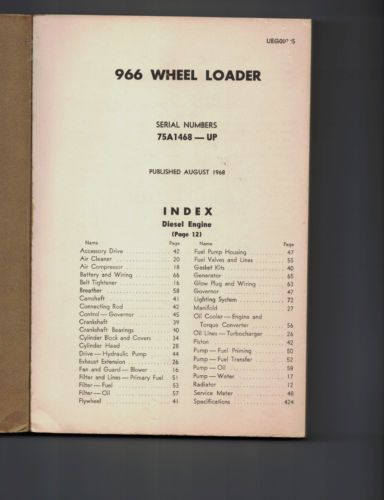 966 WHEEL LOADER
SERIAL NUMBERS
75A1468 — UP
PUBLISHED AUGUST 1968
INDEX
Diesel Engine
(Page 12)
Name Page
Accessory Drive 42
Air Cleaner 20
Air Compressor 18
Battery and Wiring 66
Belt Tightener 16
Breather 58
Camshaft 41
Connecting Rod 42
Control — Governor 45
Crankshaft 39
Crankshaft Bearings 40
Cylinder Block and Covers 34
Cylinder Head 28
Drive — Hydraulic Pump 44
Exhaust Extension 26
Fan and Guard — Blower 16
Filter and Lines — Primary Fuel 51
Filter — Fuel 53
Filter — Oil 57
Flywheel 41
Name Page
Fuel Pump Housing 47
Fuel Valves and Lines 55
Gasket Kits 40
Generator 65
Glow Plug and Wiring 63
Governor 47
Lighting System 72
Manifold 27
Oil Cooler — Engine and
Torque Converter 56
Oil Lines — Turbocharger 26
Piston 42
Pump — Fuel Priming 50
Pump — Fuel Transfer 52
Pump — Oil 58
Pump — Water 17
Radiator 12
Service Meter 48
Specifications 424